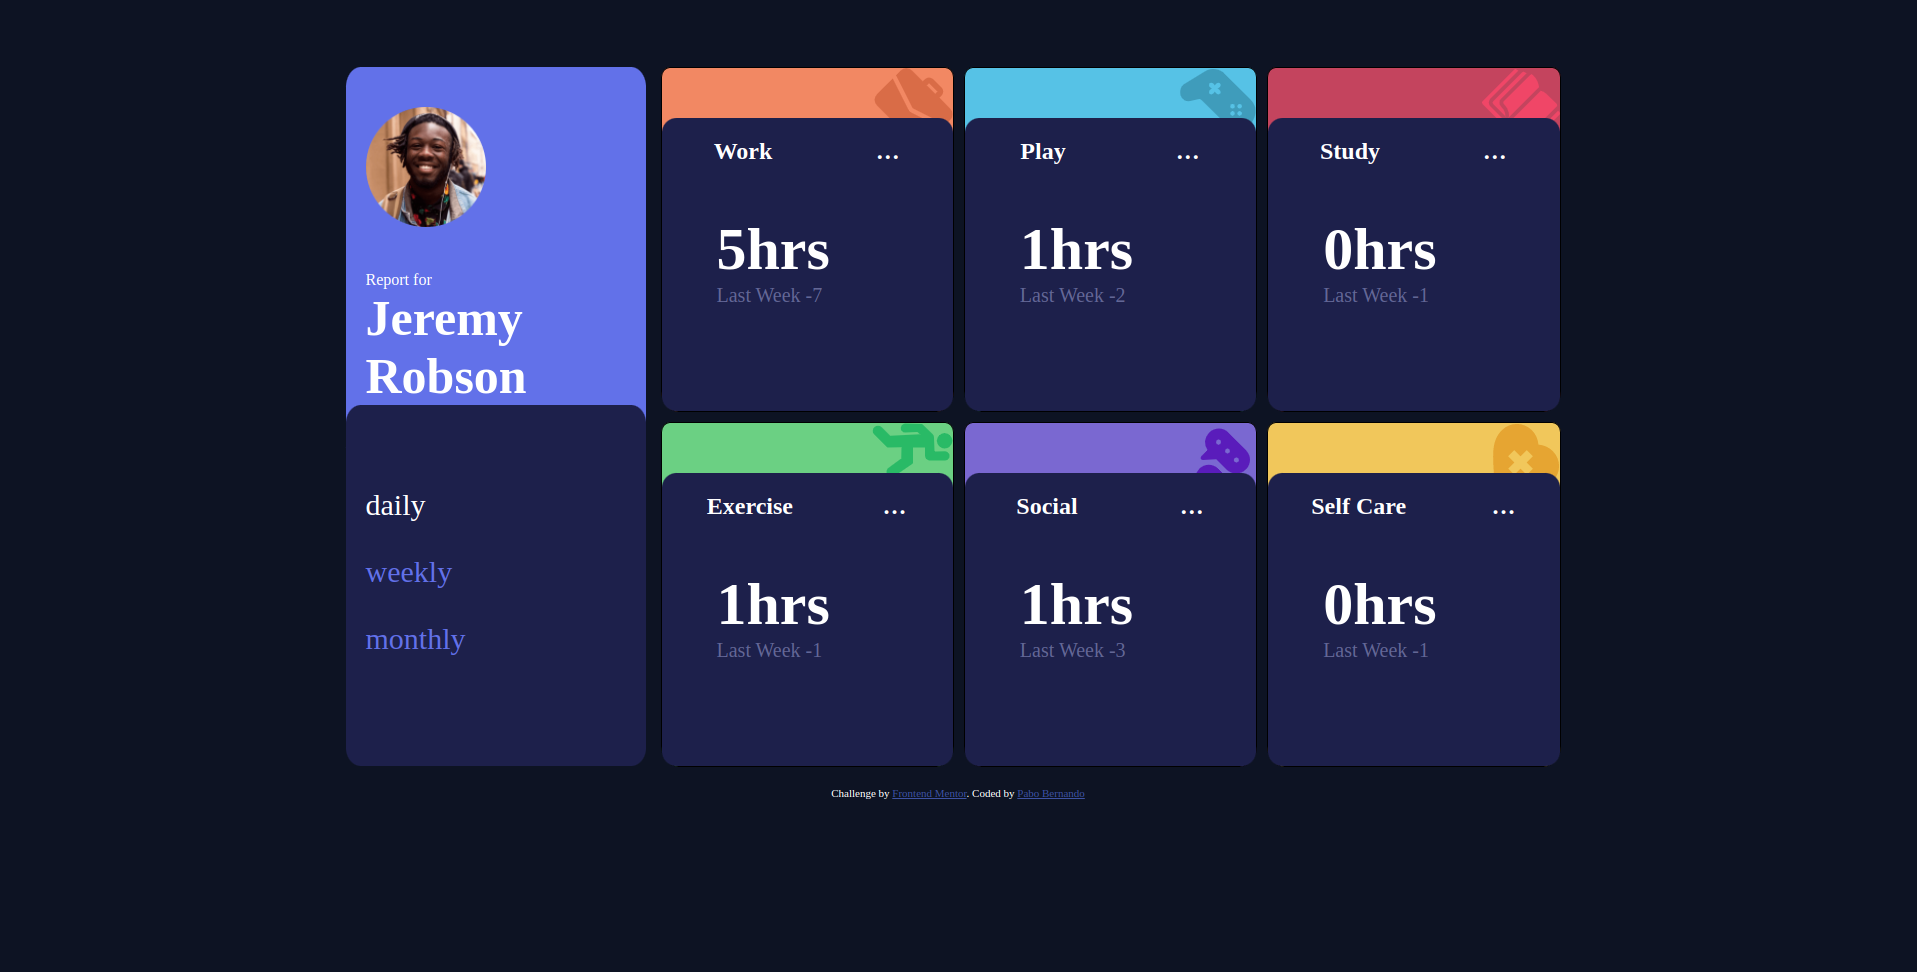 Report for
Jeremy
Robson
daily
weekly
monthly
Work ...
5hrs
Last Week -7
Play ...
1hrs
Last Week -2
Study ...
0hrs
Last Week -1
Exercise ...
1hrs
Last Week -1
Social ...
1hrs
Last Week -3
Self Care ...
0hrs
Last Week -1
Challenge by Frontend Mentor. Coded by Pabo Bernando